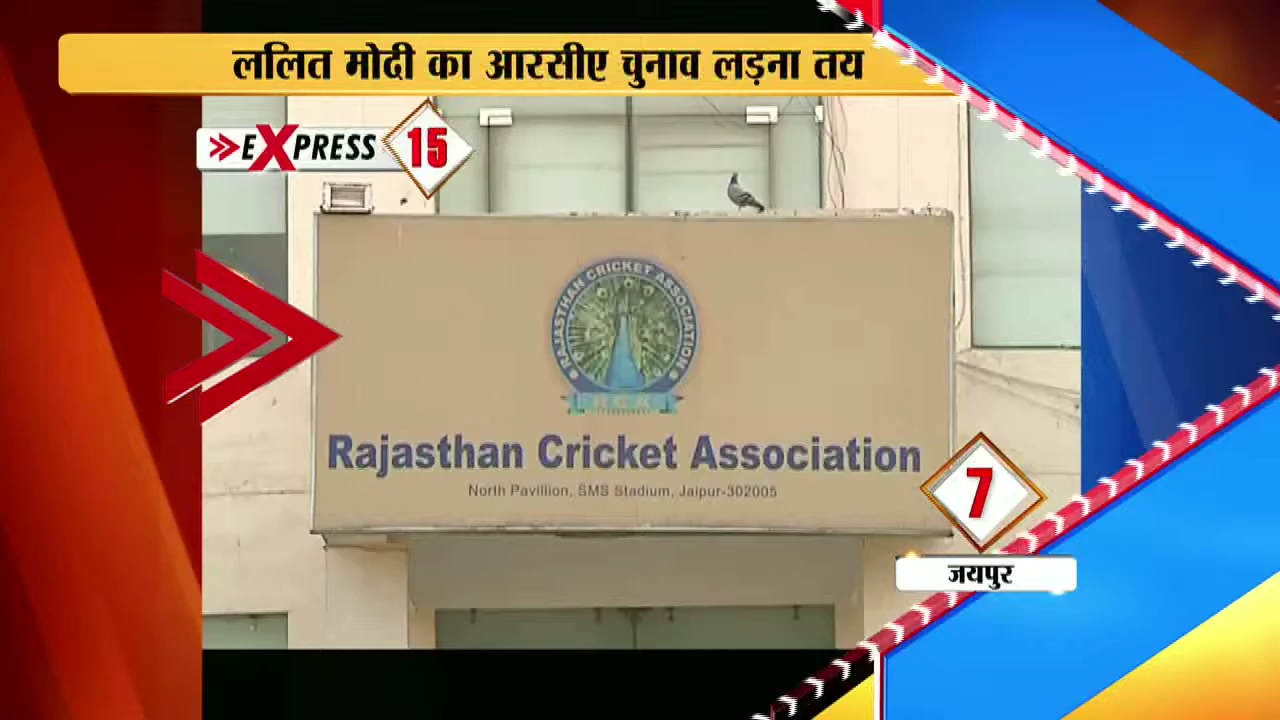 ललित मोदी का आरसीए चुनाव लड़ना तय
EXPRESS 15
RAJASTHAN CRICKET ASSOCIATION
R C A
Rajasthan Cricket Association
North Pavillion, SMS Stadium, Jaipur-302005
7
जयपुर